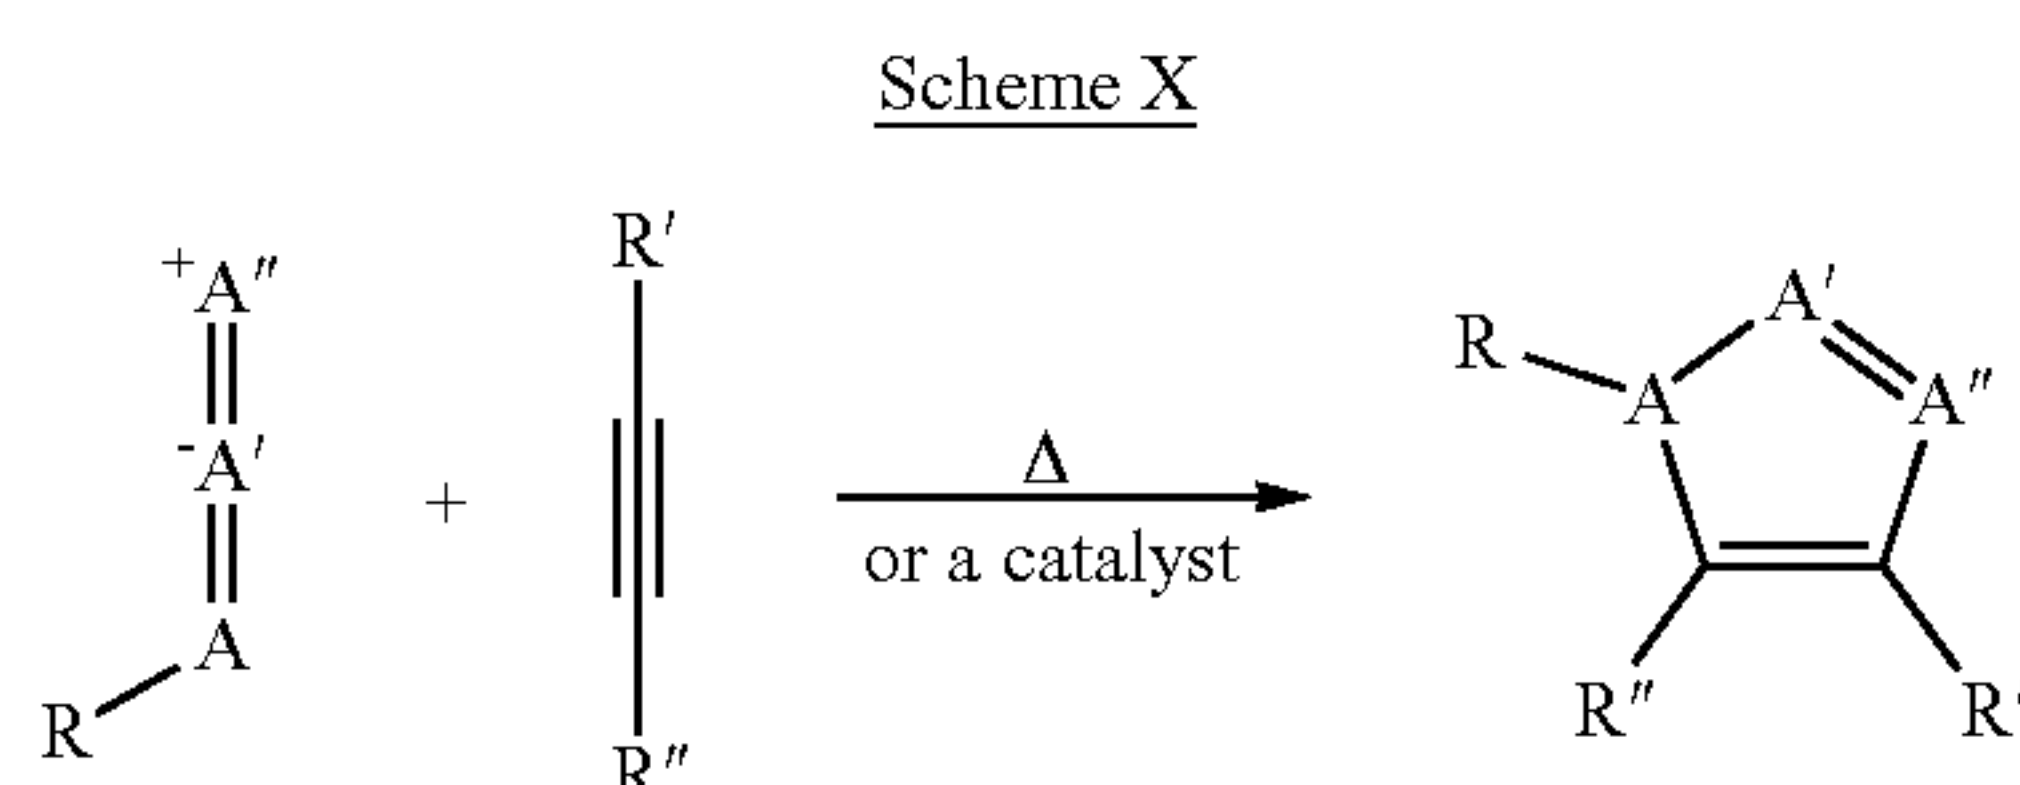 Scheme X
+A″
-A′
A
R
+
R′
R″
Δ
or a catalyst
A′
R
A
A″
R″
R′